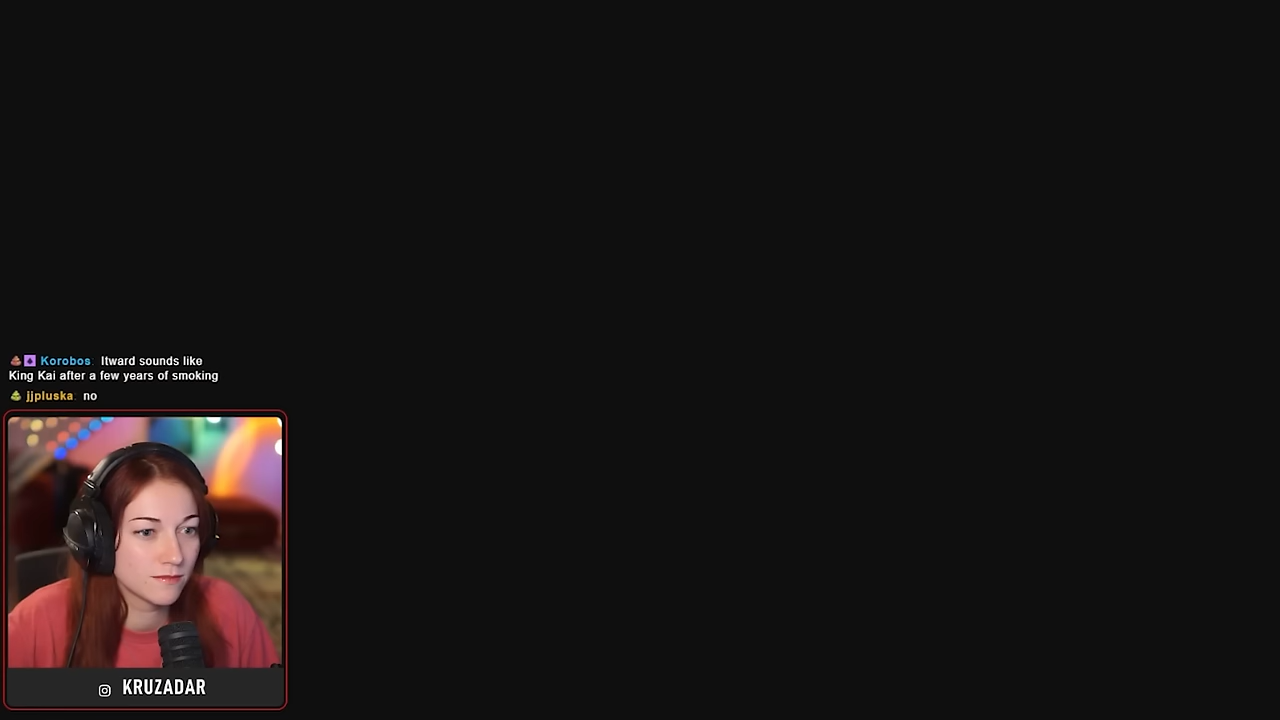 Korobos: Itward sounds like
King Kai after a few years of smoking
jjpluska: no
KRUZADAR